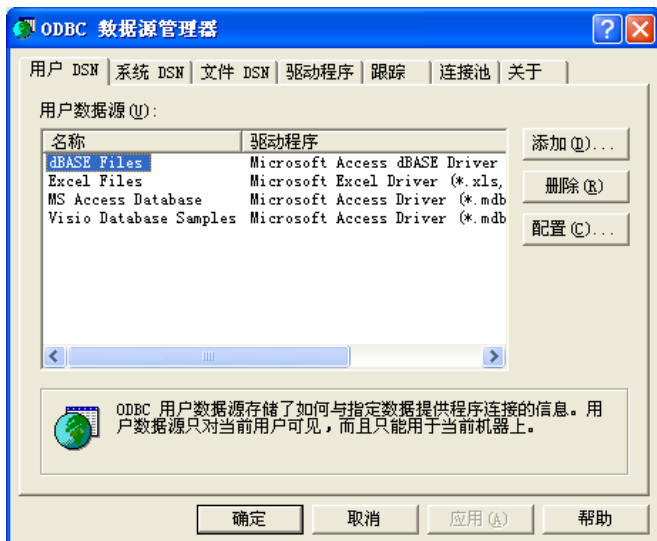 ODBC 数据源管理器
用户 DSN 系统 DSN 文件 DSN 驱动程序 跟踪 连接池 关于
用户数据源(U):
名称 驱动程序
dBASE Files Microsoft Access dBASE Driver
Excel Files Microsoft Excel Driver (*.xls,
MS Access Database Microsoft Access Driver (*.mdb
Visio Database Samples Microsoft Access Driver (*.mdb
添加(D)...
删除(R)
配置(C)...
ODBC 用户数据源存储了如何与指定数据提供程序连接的信息。用
户数据源只对当前用户可见，而且只能用于当前机器上。
确定 取消 应用(A) 帮助